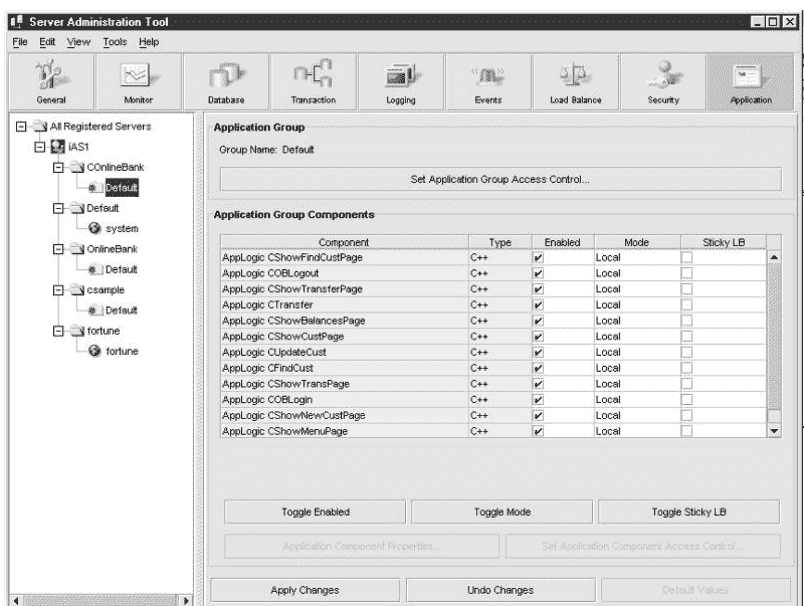 Server Administration Tool
File Edit View Tools Help
General Monitor Database Transaction Logging Events Load Balance Security Application
All Registered Servers
iAS1
COnlineBank
Default
Default
system
OnlineBank
Default
csample
Default
fortune
fortune
Application Group
Group Name: Default
Set Application Group Access Control...
Application Group Components
Component Type Enabled Mode Sticky LB
AppLogic CShowFindCustPage C++ Local
AppLogic COBLogout C++ Local
AppLogic CShowTransferPage C++ Local
AppLogic CTransfer C++ Local
AppLogic CShowBalancesPage C++ Local
AppLogic CShowCustPage C++ Local
AppLogic CUpdateCust C++ Local
AppLogic CFindCust C++ Local
AppLogic CShowTransPage C++ Local
AppLogic COBLogin C++ Local
AppLogic CShowNewCustPage C++ Local
AppLogic CShowMenuPage C++ Local
Toggle Enabled Toggle Mode Toggle Sticky LB
Application Component Properties... Set Application Component Access Control...
Apply Changes Undo Changes Default Values